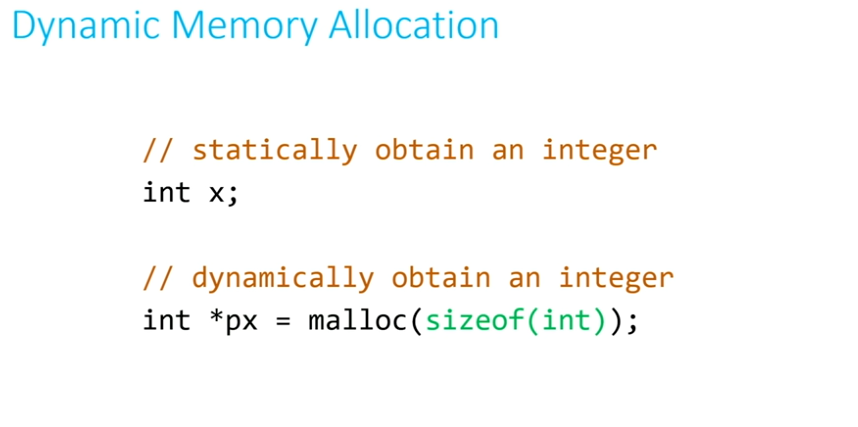 Dynamic Memory Allocation
// statically obtain an integer
int x;
// dynamically obtain an integer
int *px = malloc(sizeof(int));